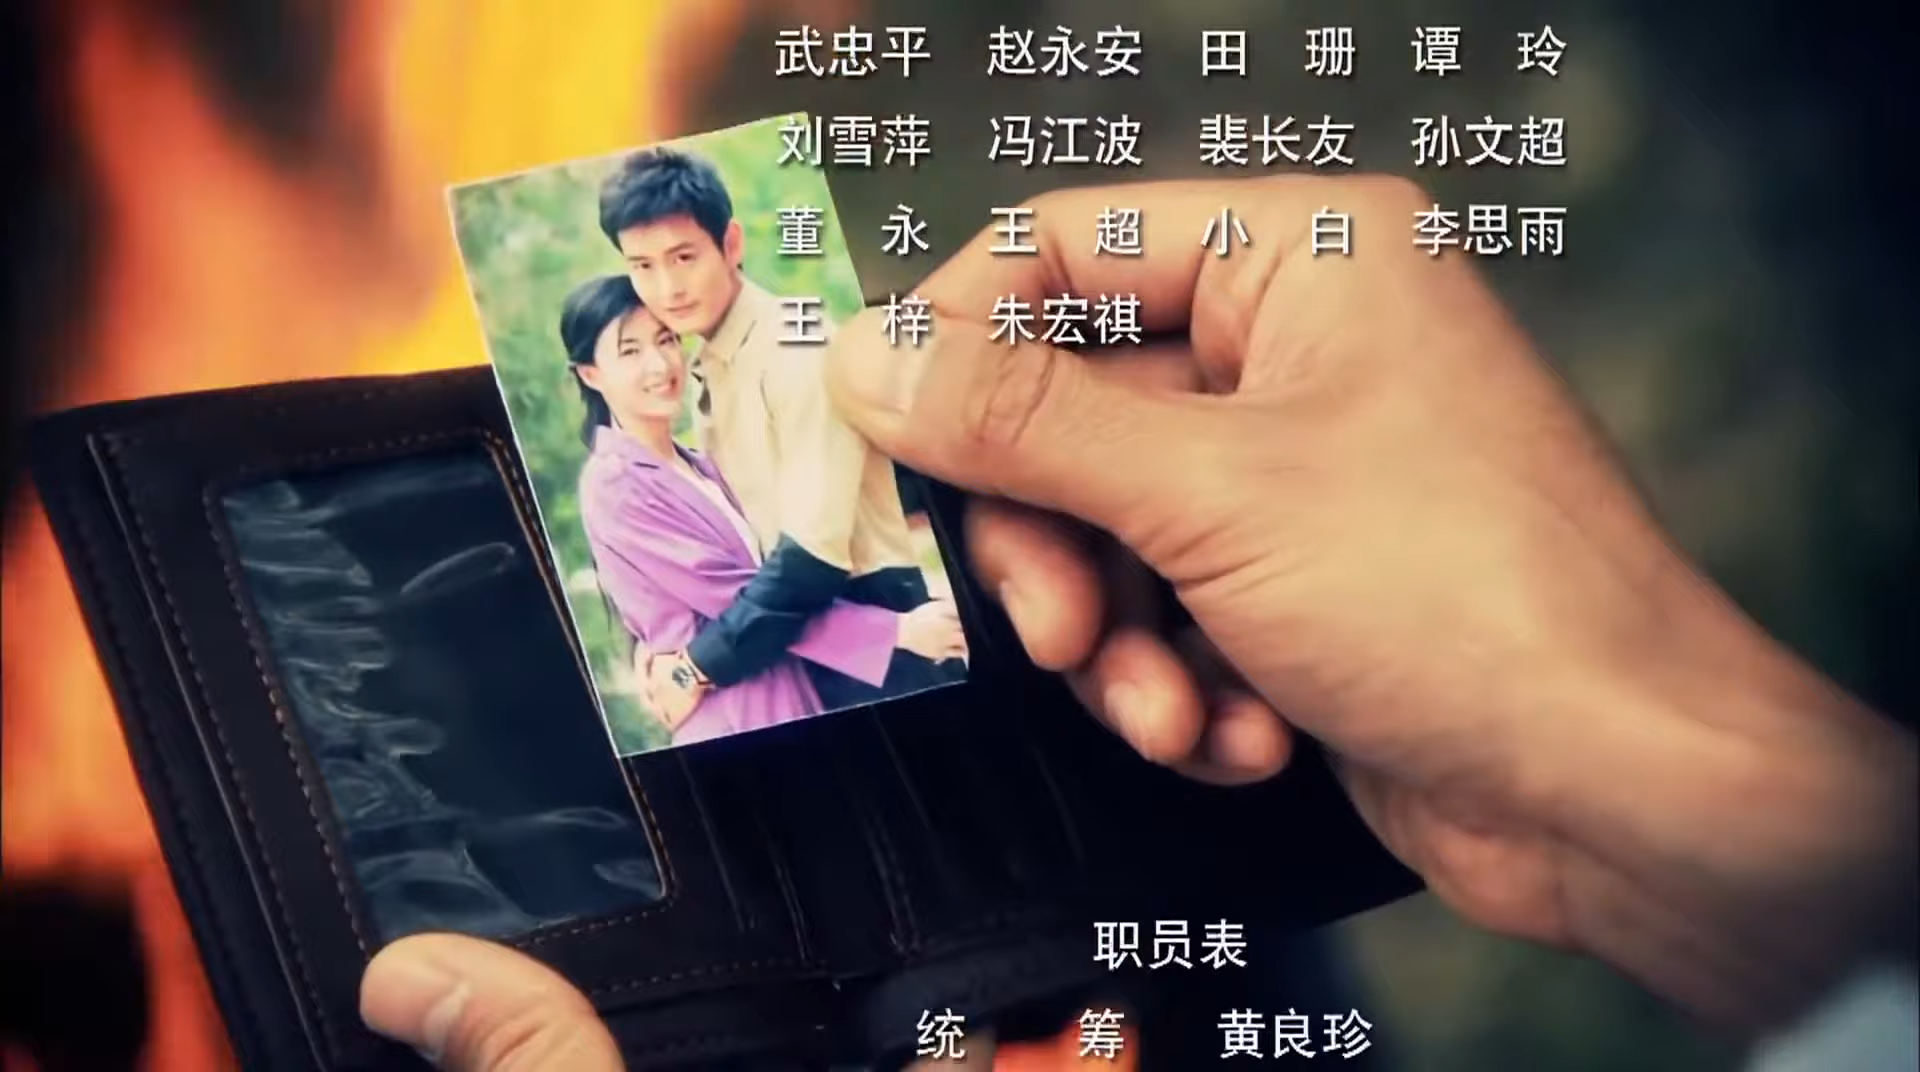 武忠平 赵永安 田珊 谭玲
刘雪萍 冯江波 裴长友 孙文超
董永 王超 小白 李思雨
王梓 朱宏祺
职员表
统筹 黄良珍